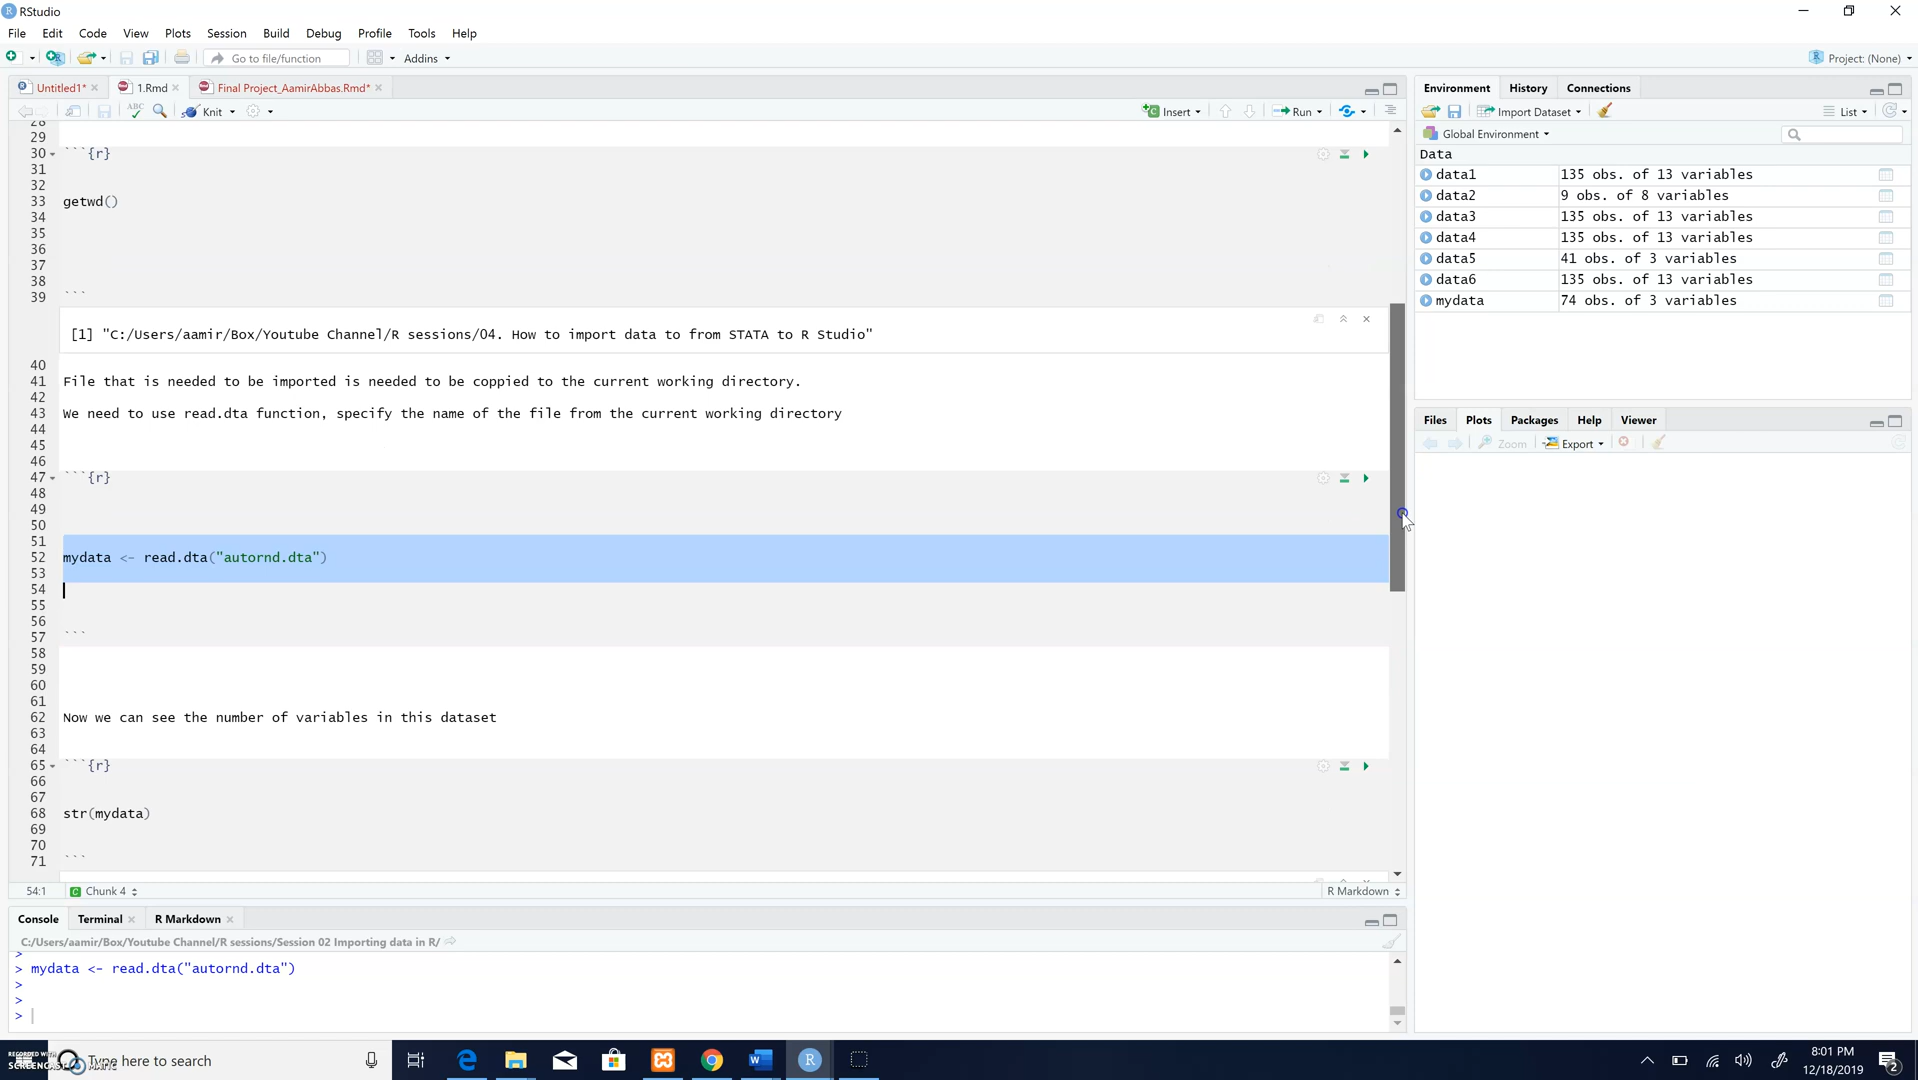 RStudio
File Edit Code View Plots Session Build Debug Profile Tools Help
Go to file/function Addins Project: (None)
Untitled1* 1.Rmd Final Project_AamirAbbas.Rmd*
ABC Knit Insert Run
28
29
30 ```{r}
31
32
33 getwd()
34
35
36
37
38
39 ```
[1] "C:/Users/aamir/Box/Youtube Channel/R sessions/04. How to import data to from STATA to R Studio"
40
41 File that is needed to be imported is needed to be coppied to the current working directory.
42
43 We need to use read.dta function, specify the name of the file from the current working directory
44
45
46
47 ```{r}
48
49
50
51
52 mydata <- read.dta("autornd.dta")
53
54
55
56
57 ```
58
59
60
61
62 Now we can see the number of variables in this dataset
63
64
65 ```{r}
66
67
68 str(mydata)
69
70
71 ```
54:1 C Chunk 4 R Markdown
Console Terminal R Markdown
C:/Users/aamir/Box/Youtube Channel/R sessions/Session 02 Importing data in R/
>
> mydata <- read.dta("autornd.dta")
>
>
>
Environment History Connections
Import Dataset List
Global Environment
Data
data1 135 obs. of 13 variables
data2 9 obs. of 8 variables
data3 135 obs. of 13 variables
data4 135 obs. of 13 variables
data5 41 obs. of 3 variables
data6 135 obs. of 13 variables
mydata 74 obs. of 3 variables
Files Plots Packages Help Viewer
Zoom Export
RECORDED WITH
SCREENCAST MATIC
Type here to search
8:01 PM
12/18/2019
2